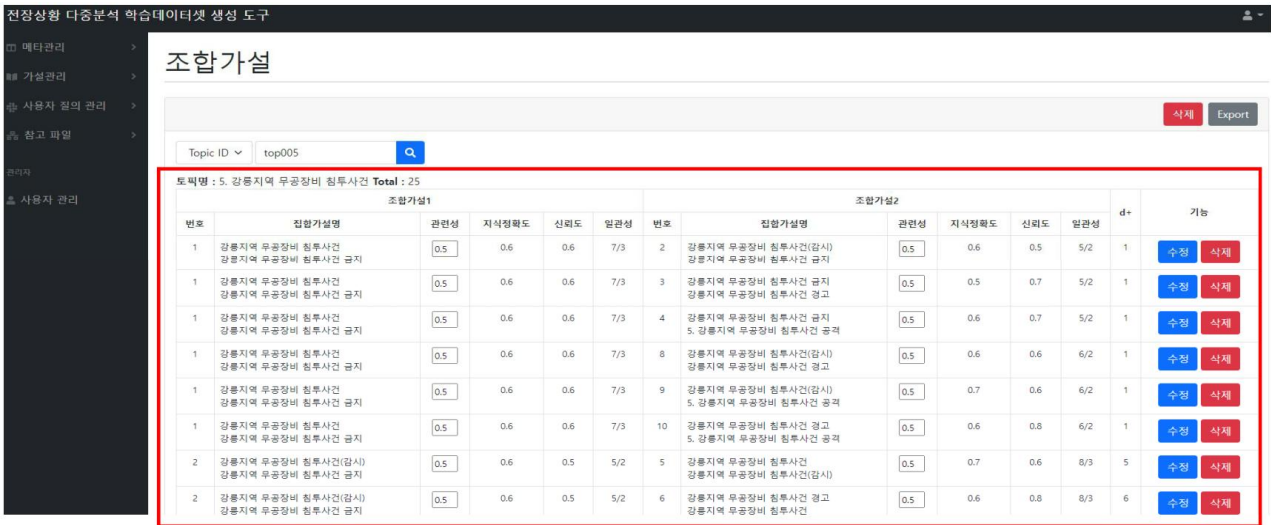 전장상황 다중분석 학습데이터셋 생성 도구
메타관리
가설관리
사용자 질의 관리
참고 파일
관리자
사용자 관리
조합가설
삭제 Export
Topic ID top005
토픽명 : 5. 강릉지역 무공장비 침투사건 Total : 25
조합가설1 조합가설2 d+ 기능
번호 집합가설명 관련성 지식정확도 신뢰도 일관성 번호 집합가설명 관련성 지식정확도 신뢰도 일관성
1 강릉지역 무공장비 침투사건 0.5 0.6 0.6 7/3 2 강릉지역 무공장비 침투사건(감시) 0.5 0.6 0.5 5/2 1 수정 삭제
강릉지역 무공장비 침투사건 금지 강릉지역 무공장비 침투사건 금지
1 강릉지역 무공장비 침투사건 0.5 0.6 0.6 7/3 3 강릉지역 무공장비 침투사건 금지 0.5 0.5 0.7 5/2 1 수정 삭제
강릉지역 무공장비 침투사건 금지 강릉지역 무공장비 침투사건 경고
1 강릉지역 무공장비 침투사건 0.5 0.6 0.6 7/3 4 강릉지역 무공장비 침투사건 금지 0.5 0.6 0.7 5/2 1 수정 삭제
강릉지역 무공장비 침투사건 금지 5. 강릉지역 무공장비 침투사건 공격
1 강릉지역 무공장비 침투사건 0.5 0.6 0.6 7/3 8 강릉지역 무공장비 침투사건(감시) 0.5 0.6 0.6 6/2 1 수정 삭제
강릉지역 무공장비 침투사건 금지 강릉지역 무공장비 침투사건 경고
1 강릉지역 무공장비 침투사건 0.5 0.6 0.6 7/3 9 강릉지역 무공장비 침투사건(감시) 0.5 0.7 0.6 6/2 1 수정 삭제
강릉지역 무공장비 침투사건 금지 5. 강릉지역 무공장비 침투사건 공격
1 강릉지역 무공장비 침투사건 0.5 0.6 0.6 7/3 10 강릉지역 무공장비 침투사건 경고 0.5 0.6 0.8 6/2 1 수정 삭제
강릉지역 무공장비 침투사건 금지 5. 강릉지역 무공장비 침투사건 공격
2 강릉지역 무공장비 침투사건(감시) 0.5 0.6 0.5 5/2 5 강릉지역 무공장비 침투사건 0.5 0.7 0.6 8/3 5 수정 삭제
강릉지역 무공장비 침투사건 금지 강릉지역 무공장비 침투사건(감시)
2 강릉지역 무공장비 침투사건(감시) 0.5 0.6 0.5 5/2 6 강릉지역 무공장비 침투사건 경고 0.5 0.6 0.8 8/3 6 수정 삭제
강릉지역 무공장비 침투사건 금지 강릉지역 무공장비 침투사건